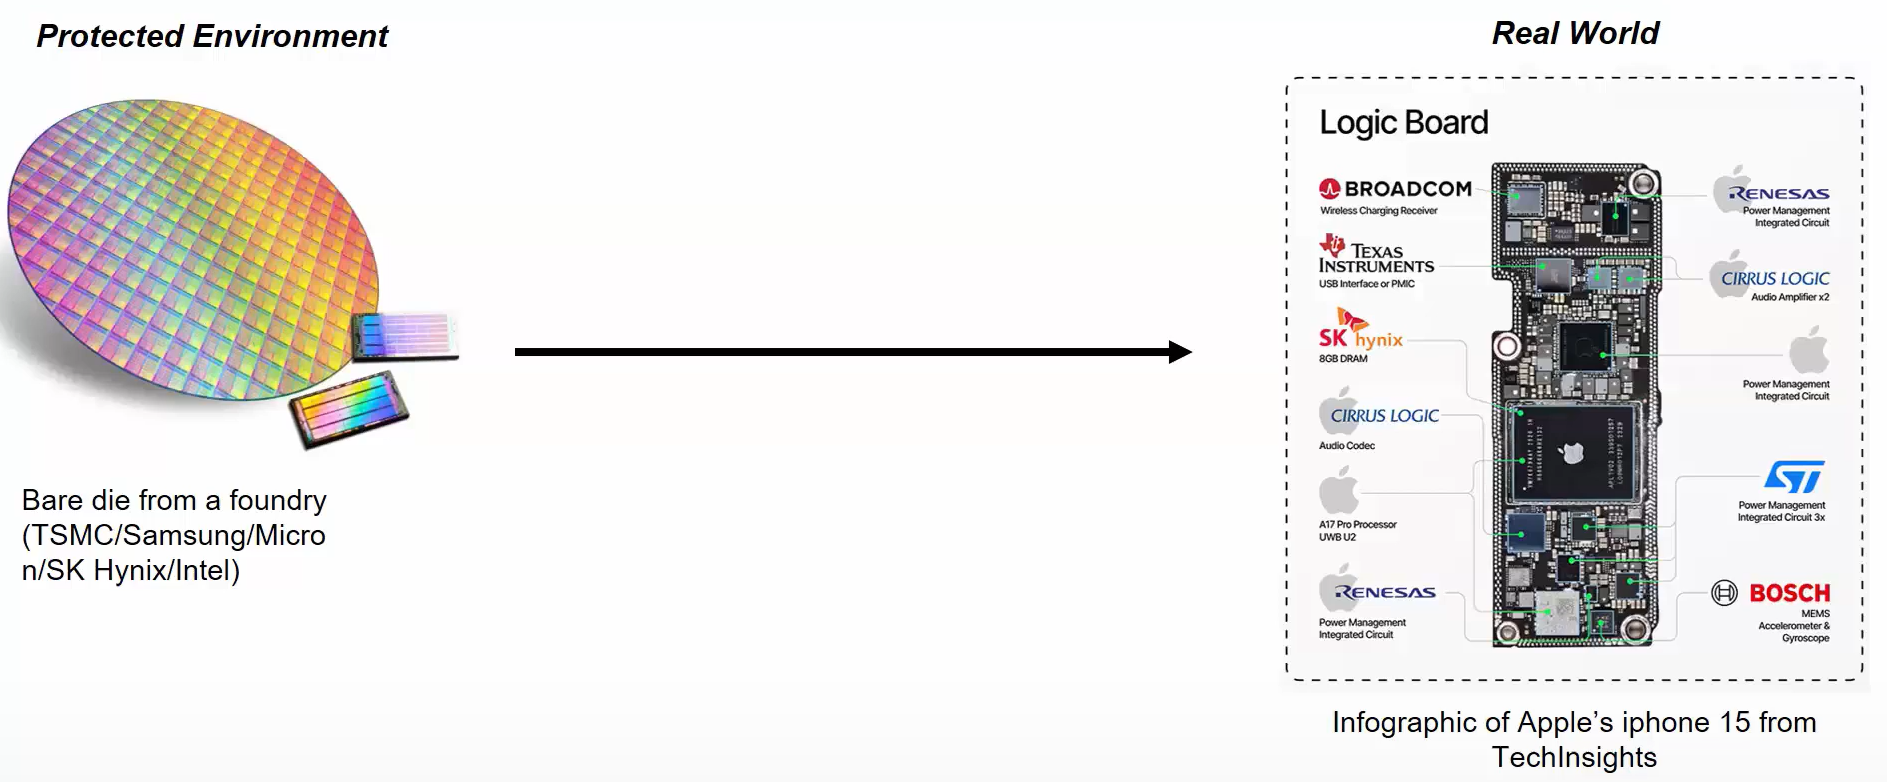 Protected Environment
Real World
Bare die from a foundry
(TSMC/Samsung/Micro
n/SK Hynix/Intel)
Logic Board
BROADCOM
Wireless Charging Receiver
TEXAS
INSTRUMENTS
USB Interface or PMIC
SK hynix
8GB DRAM
CIRRUS LOGIC
Audio Codec
A17 Pro Processor
UWB U2
RENESAS
Power Management
Integrated Circuit
RENESAS
Power Management
Integrated Circuit
CIRRUS LOGIC
Audio Amplifier x2
Power Management
Integrated Circuit
ST
Power Management
Integrated Circuit 3x
BOSCH
MEMS
Accelerometer &
Gyroscope
Infographic of Apple’s iphone 15 from
TechInsights